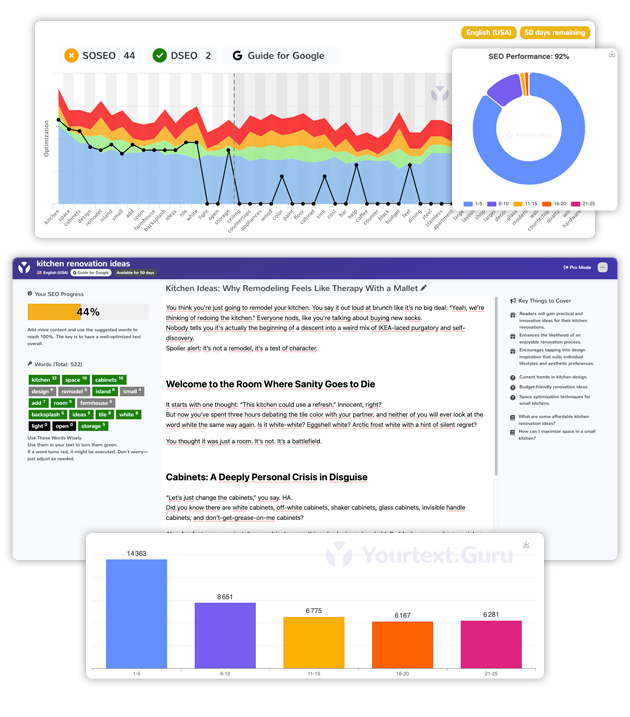 English (USA) 50 days remaining
SOSEO 44 DSEO 2 Guide for Google
SEO Performance: 92%
Optimization
kitchen space cabinets design remodel island small add room farmhouse backsplash ideas tile white light open storage ceiling countertops appliances wood color paint floor cabinet sink coat bar help coffee counter black budget feel dining steel stainless
1-5 6-10 11-15 16-20 21-25
kitchen renovation ideas
English (USA) Guide for Google Available for 50 days
Pro Mode
Your SEO Progress
44%
Add more content and use the suggested words to
reach 100%. The key is to have a well-optimized text
overall.
Words (Total: 522)
kitchen 32 space 18 cabinets 16
design 6 remodel 5 island 6 small 4
add 7 room 5 farmhouse 5
backsplash 6 ideas 5 tile 6 white 8
light 0 open 0 storage 5
Use These Words Wisely.
Use them in your text to turn them green.
If a word turns red, it might be overused. Don't worry—
just adjust as needed.
Kitchen Ideas: Why Remodeling Feels Like Therapy With a Mallet
You think you're just going to remodel your kitchen. You say it out loud at brunch like it's no big deal: "Yeah, we're
thinking of redoing the kitchen." Everyone nods, like you're talking about buying new socks.
Nobody tells you it's actually the beginning of a descent into a weird mix of IKEA-laced purgatory and self-
discovery.
Spoiler alert: it's not a remodel, it's a test of character.
Welcome to the Room Where Sanity Goes to Die
It starts with one thought: "This kitchen could use a refresh." Innocent, right?
But now you've spent three hours debating the tile color with your partner, and neither of you will ever look at the
word white the same way again. Is it white-white? Eggshell white? Arctic frost white with a hint of silent regret?
You thought it was just a room. It's not. It's a battlefield.
Cabinets: A Deeply Personal Crisis in Disguise
"Let's just change the cabinets," you say. HA.
Did you know there are white cabinets, off-white cabinets, shaker cabinets, glass cabinets, invisible handle
cabinets, and don't-get-grease-on-me cabinets?
Key Things to Cover
Readers will gain practical and
innovative ideas for their kitchen
renovations.
Enhances the likelihood of an
enjoyable renovation process.
Encourages tapping into design
inspiration that suits individual
lifestyles and aesthetic preferences.
Current trends in kitchen design.
Budget-friendly renovation ideas.
Space optimization techniques for
small kitchens.
What are some affordable kitchen
renovation ideas?
How can I maximize space in a small
kitchen?
Yourtext.Guru
14 363
8 651
6 775
6 167
6 281
1-5 6-10 11-15 16-20 21-25